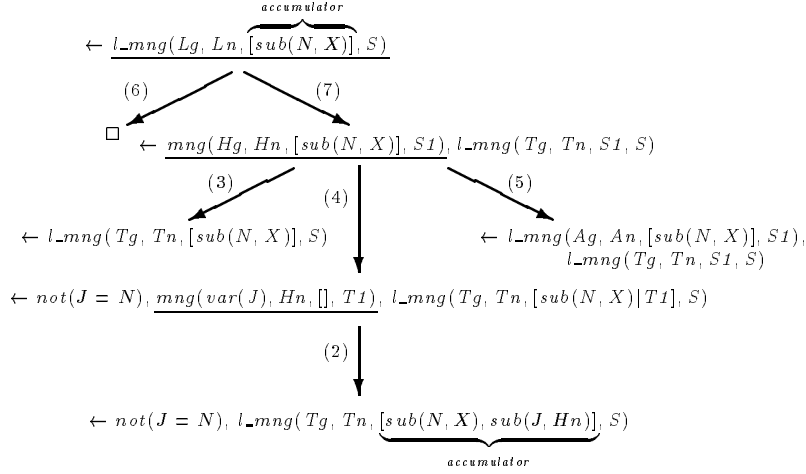 accumulator
← l_mng(Lg, Ln, [sub(N, X)], S)
(6) (7)
□ ← mng(Hg, Hn, [sub(N, X)], S1), l_mng(Tg, Tn, S1, S)
(3) (4) (5)
← l_mng(Tg, Tn, [sub(N, X)], S) ← l_mng(Ag, An, [sub(N, X)], S1),
l_mng(Tg, Tn, S1, S)
← not(J = N), mng(var(J), Hn, [], T1), l_mng(Tg, Tn, [sub(N, X)|T1], S)
(2)
← not(J = N), l_mng(Tg, Tn, [sub(N, X), sub(J, Hn)], S)
accumulator